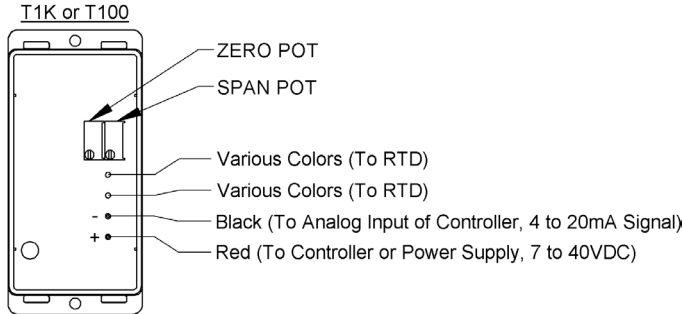 T1K or T100
ZERO POT
SPAN POT
Various Colors (To RTD)
Various Colors (To RTD)
- Black (To Analog Input of Controller, 4 to 20mA Signal)
+ Red (To Controller or Power Supply, 7 to 40VDC)